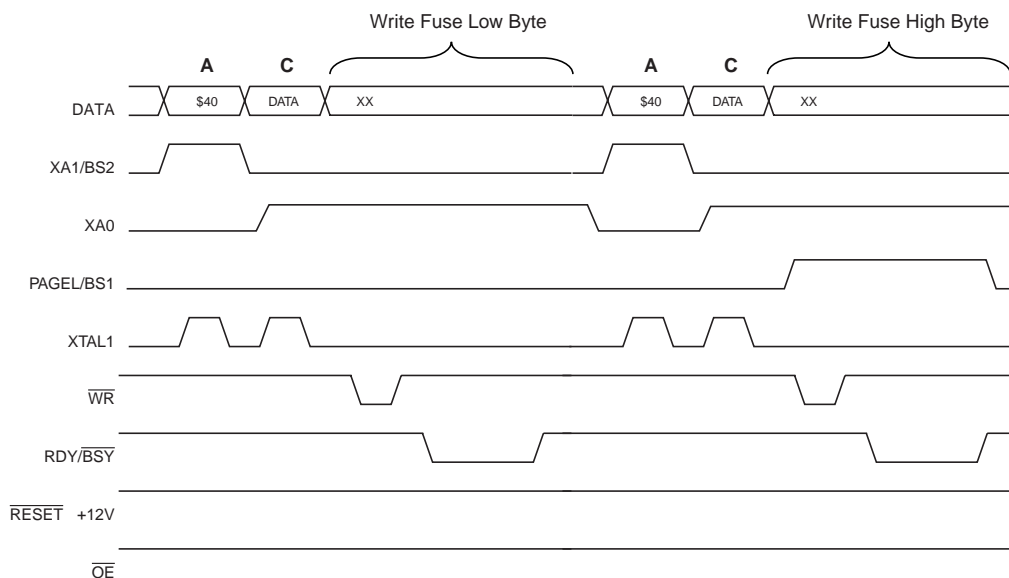 Write Fuse Low Byte Write Fuse High Byte
A C A C
DATA $40 DATA XX $40 DATA XX
XA1/BS2
XA0
PAGEL/BS1
XTAL1
WR
RDY/BSY
RESET +12V
OE